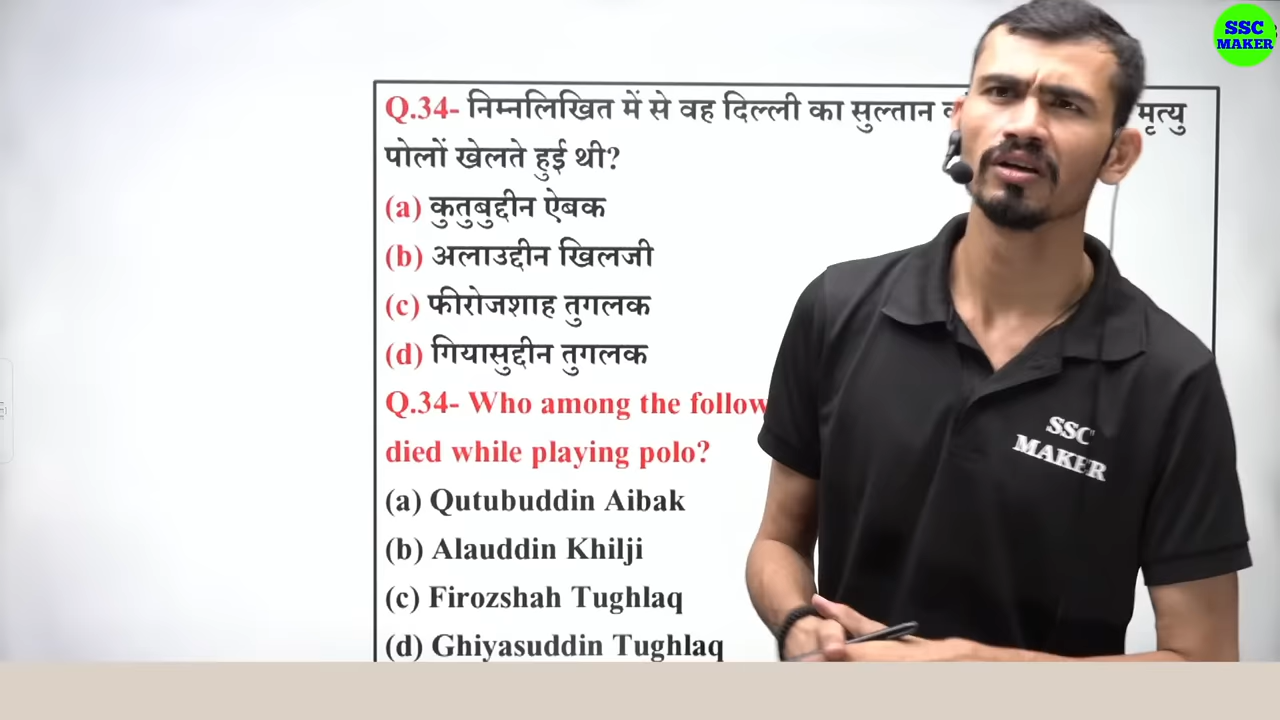 SSC
MAKER
Q.34- निम्नलिखित में से वह दिल्ली का सुल्तान मृत्यु
पोलों खेलते हुई थी?
(a) कुतुबुद्दीन ऐबक
(b) अलाउद्दीन खिलजी
(c) फीरोजशाह तुगलक
(d) गियासुद्दीन तुगलक
Q.34- Who among the follow
died while playing polo?
(a) Qutubuddin Aibak
(b) Alauddin Khilji
(c) Firozshah Tughlaq
(d) Ghiyasuddin Tughlaq
SSC
MAKER